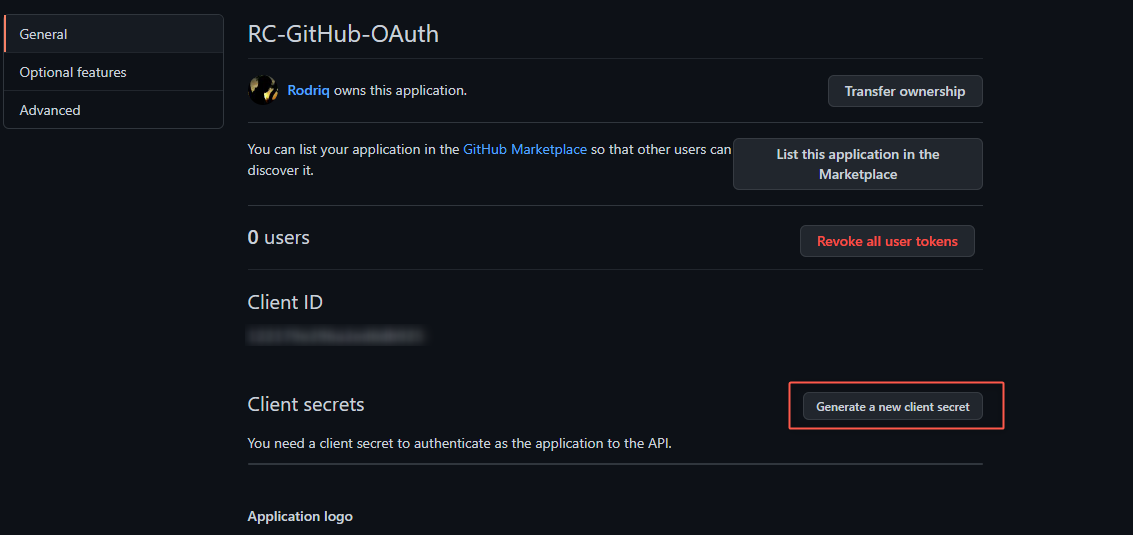 General
Optional features
Advanced
RC-GitHub-OAuth
Rodriq owns this application.
Transfer ownership
You can list your application in the GitHub Marketplace so that other users can
discover it.
List this application in the
Marketplace
0 users
Revoke all user tokens
Client ID
Client secrets
Generate a new client secret
You need a client secret to authenticate as the application to the API.
Application logo